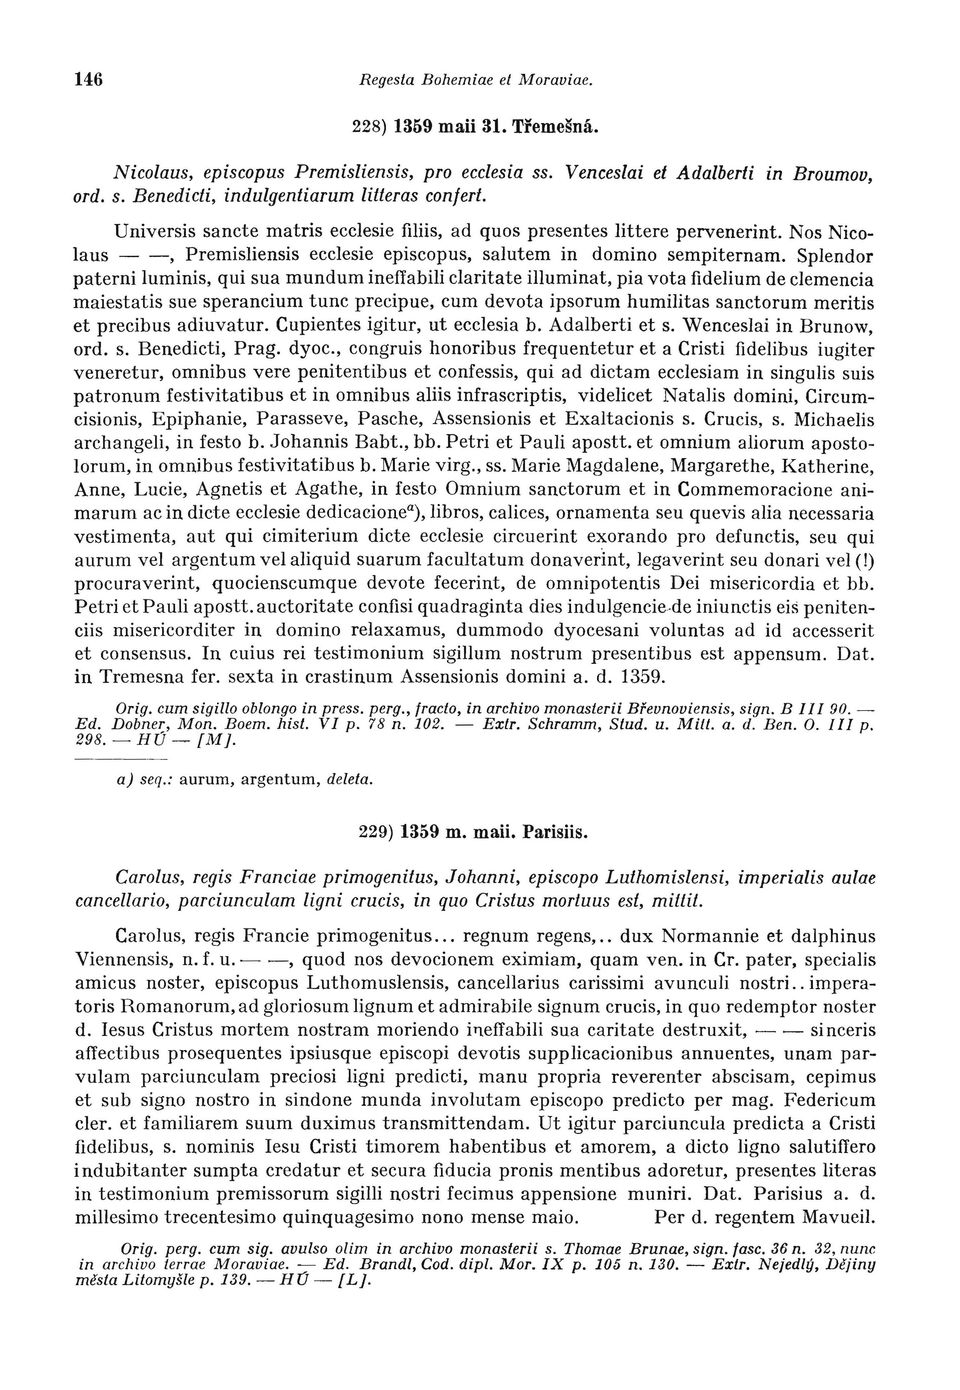 146 Regesta Bohemiae et Moraviae.
228) 1359 maii 31. Třemešná.
Nicolaus, episcopus Premisliensis, pro ecclesia ss. Venceslai et Adalberti in Broumov,
ord. s. Benedicti, indulgentiarum litteras confert.
Universis sancte matris ecclesie filiis, ad quos presentes littere pervenerint. Nos Nico-
laus — —, Premisliensis ecclesie episcopus, salutem in domino sempiternam. Splendor
paterni luminis, qui sua mundum ineffabili claritate illuminat, pia vota fidelium de clemencia
maiestatis sue sperancium tunc precipue, cum devota ipsorum humilitas sanctorum meritis
et precibus adiuvatur. Cupientes igitur, ut ecclesia b. Adalberti et s. Wenceslai in Brunow,
ord. s. Benedicti, Prag. dyoc., congruis honoribus frequentetur et a Cristi fidelibus iugiter
veneretur, omnibus vere penitentibus et confessis, qui ad dictam ecclesiam in singulis suis
patronum festivitatibus et in omnibus aliis infrascriptis, videlicet Natalis domini, Circum-
cisionis, Epiphanie, Parasseve, Pasche, Assensionis et Exaltacionis s. Crucis, s. Michaelis
archangeli, in festo b. Johannis Babt., bb. Petri et Pauli apostt. et omnium aliorum aposto-
lorum, in omnibus festivitatibus b. Marie virg., ss. Marie Magdalene, Margarethe, Katherine,
Anne, Lucie, Agnetis et Agathe, in festo Omnium sanctorum et in Commemoracione ani-
marum ac in dicte ecclesie dedicacioneᵃ), libros, calices, ornamenta seu quevis alia necessaria
vestimenta, aut qui cimiterium dicte ecclesie circuerint exorando pro defunctis, seu qui
aurum vel argentum vel aliquid suarum facultatum donaverint, legaverint seu donari vel (!)
procuraverint, quocienscumque devote fecerint, de omnipotentis Dei misericordia et bb.
Petri et Pauli apostt. auctoritate confisi quadraginta dies indulgencie de iniunctis eis peniten-
ciis misericorditer in domino relaxamus, dummodo dyocesani voluntas ad id accesserit
et consensus. In cuius rei testimonium sigillum nostrum presentibus est appensum. Dat.
in Tremesna fer. sexta in crastinum Assensionis domini a. d. 1359.
Orig. cum sigillo oblongo in press. perg., fracto, in archivo monasterii Břevnoviensis, sign. B III 90. —
Ed. Dobner, Mon. Boem. hist. VI p. 78 n. 102. — Extr. Schramm, Stud. u. Mitt. a. d. Ben. O. III p.
298. — HÚ — [M].
a) seq.: aurum, argentum, deleta.
229) 1359 m. maii. Parisiis.
Carolus, regis Franciae primogenitus, Johanni, episcopo Luthomislensi, imperialis aulae
cancellario, parciunculam ligni crucis, in quo Cristus mortuus est, mittit.
Carolus, regis Francie primogenitus... regnum regens,.. dux Normannie et dalphinus
Viennensis, n. f. u. — —, quod nos devocionem eximiam, quam ven. in Cr. pater, specialis
amicus noster, episcopus Luthomuslensis, cancellarius carissimi avunculi nostri.. impera-
toris Romanorum, ad gloriosum lignum et admirabile signum crucis, in quo redemptor noster
d. Iesus Cristus mortem nostram moriendo ineffabili sua caritate destruxit, — — sinceris
affectibus prosequentes ipsiusque episcopi devotis supplicacionibus annuentes, unam par-
vulam parciunculam preciosi ligni predicti, manu propria reverenter abscisam, cepimus
et sub signo nostro in sindone munda involutam episcopo predicto per mag. Federicum
cler. et familiarem suum duximus transmittendam. Ut igitur parciuncula predicta a Cristi
fidelibus, s. nominis Iesu Cristi timorem habentibus et amorem, a dicto ligno salutiffero
indubitanter sumpta credatur et secura fiducia pronis mentibus adoretur, presentes literas
in testimonium premissorum sigilli nostri fecimus appensione muniri. Dat. Parisius a. d.
millesimo trecentesimo quinquagesimo nono mense maio. Per d. regentem Mavueil.
Orig. perg. cum sig. avulso olim in archivo monasterii s. Thomae Brunae, sign. fasc. 36 n. 32, nunc
in archivo terrae Moraviae. — Ed. Brandl, Cod. dipl. Mor. IX p. 105 n. 130. — Extr. Nejedlý, Dějiny
města Litomyšle p. 139. — HÚ — [L].